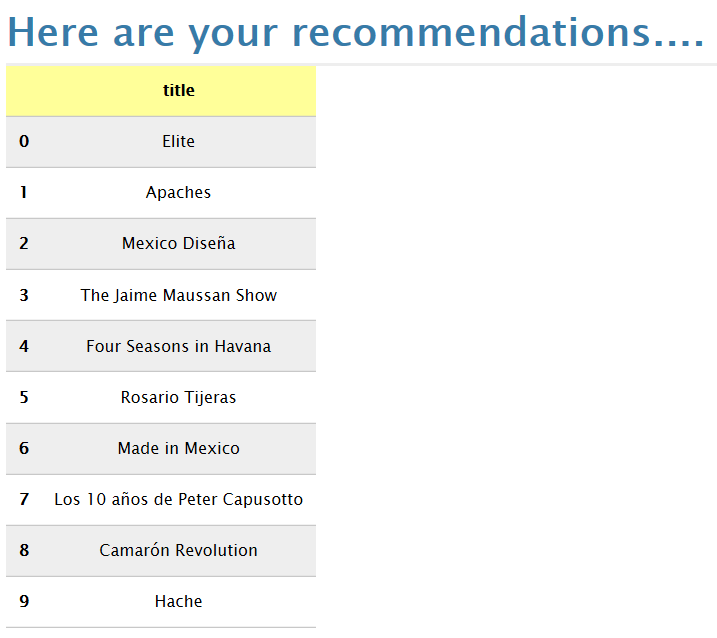 Here are your recommendations....
title
0 Elite
1 Apaches
2 Mexico Diseña
3 The Jaime Maussan Show
4 Four Seasons in Havana
5 Rosario Tijeras
6 Made in Mexico
7 Los 10 años de Peter Capusotto
8 Camarón Revolution
9 Hache